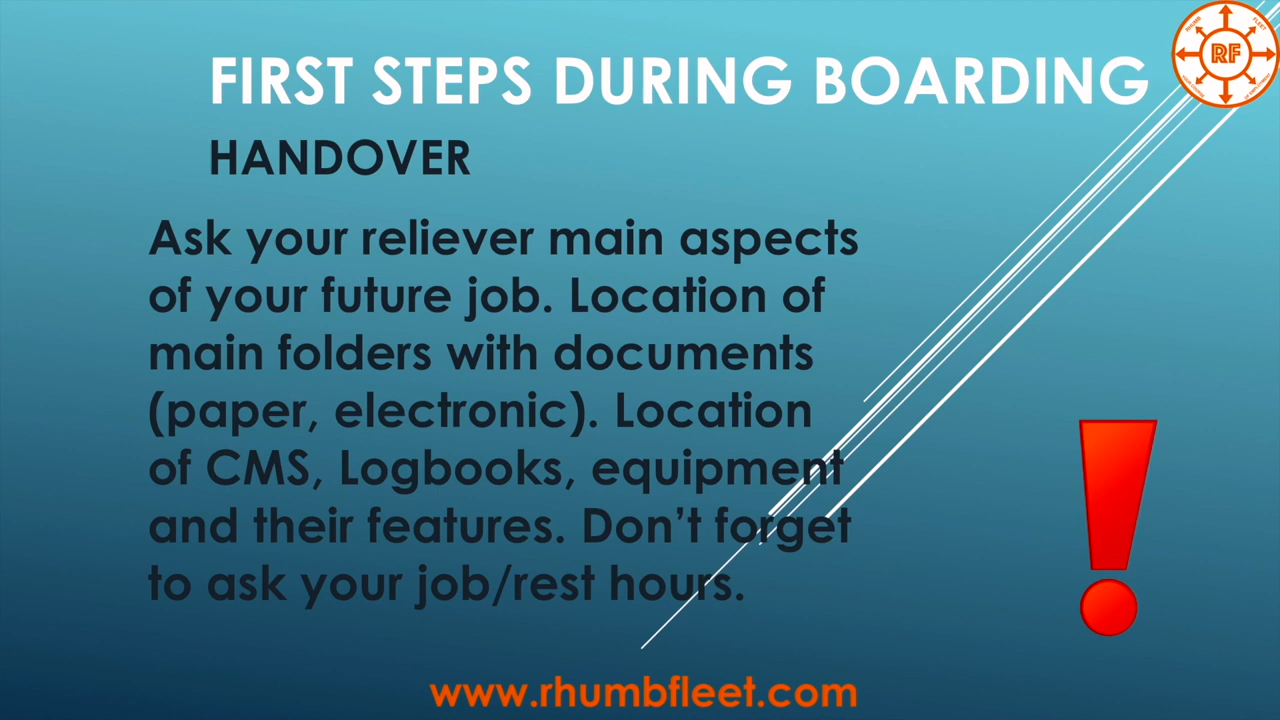 FIRST STEPS DURING BOARDING
HANDOVER
Ask your reliever main aspects
of your future job. Location of
main folders with documents
(paper, electronic). Location
of CMS, Logbooks, equipment
and their features. Don’t forget
to ask your job/rest hours.
www.rhumbfleet.com
RF
RHUMB
FLEET